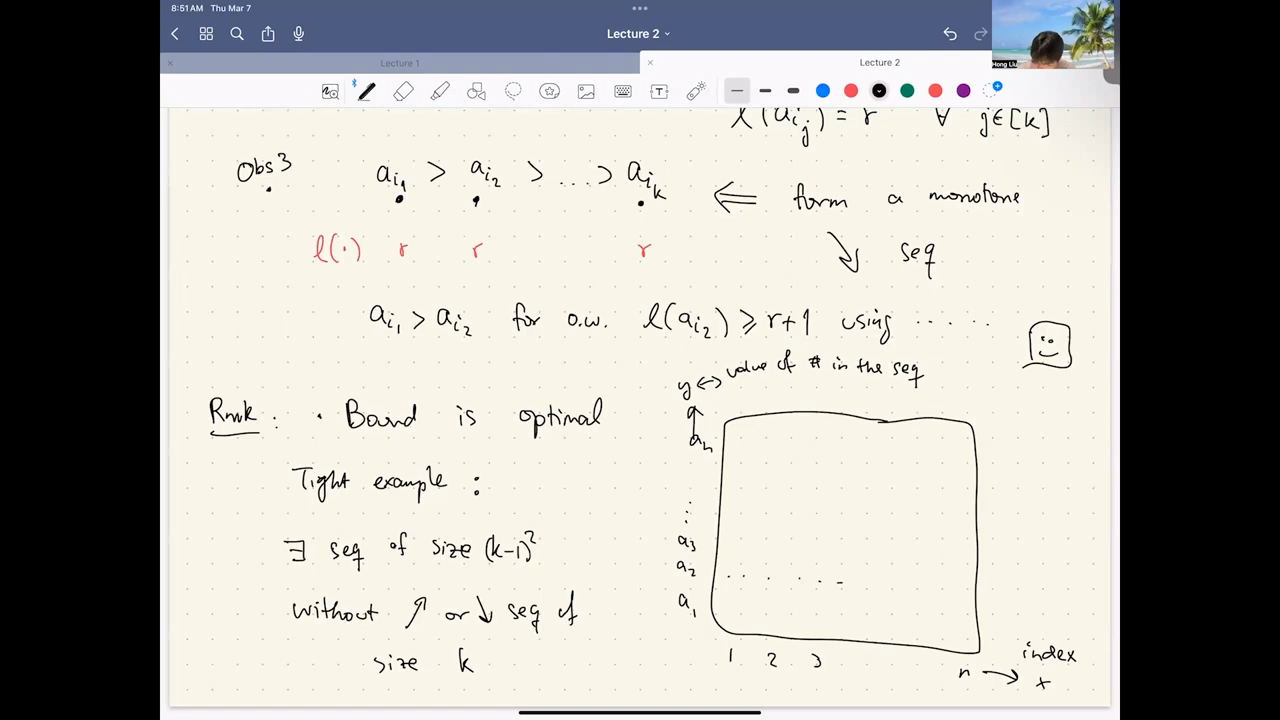 8:51AM Thu Mar 7
Lecture 2
Hong Liu
Lecture 1
Lecture 2
l(a_{i_j}) = r ∀ j∈[k]
Obs 3 a_{i_1} > a_{i_2} > ... > a_{i_k} ⇐ form a monotone
l(·) r r r ↘ seq
a_{i_1} > a_{i_2} for o.w. l(a_{i_2}) ⩾ r+1 using ......
y ↔ value of # in the seq
Rmk : · Bound is optimal
a_n
Tight example :
⋮
∃ seq of size (k-1)²
a_3
a_2
without ↗ or ↓ seq of
a_1
size k
1 2 3 n → index
x